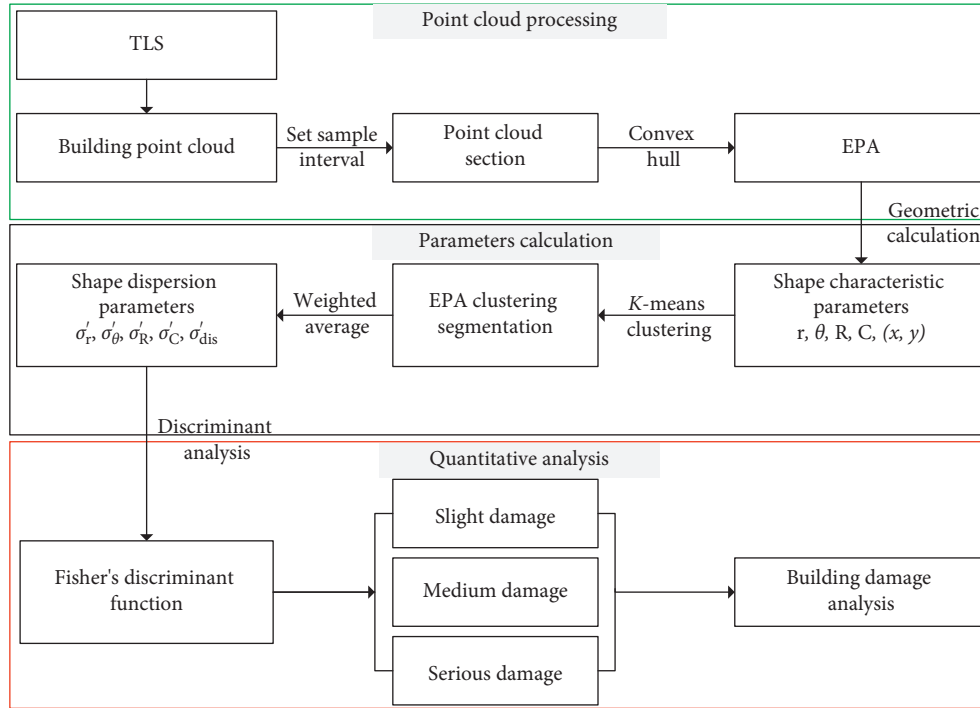 Point cloud processing
TLS
Building point cloud
Set sample
interval
Point cloud
section
Convex
hull
EPA
Geometric
calculation
Parameters calculation
Shape characteristic
parameters
r, θ, R, C, (x, y)
K-means
clustering
EPA clustering
segmentation
Weighted
average
Shape dispersion
parameters
σ′r, σ′θ, σ′R, σ′C, σ′dis
Discriminant
analysis
Quantitative analysis
Fisher's discriminant
function
Slight damage
Medium damage
Serious damage
Building damage
analysis